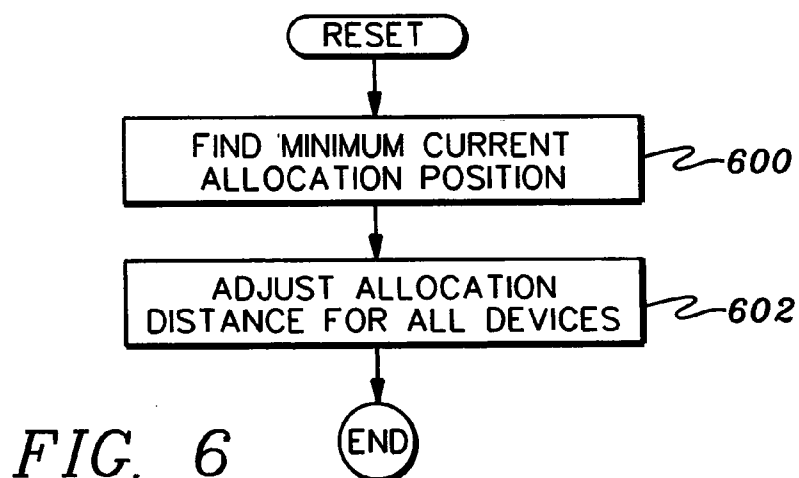 RESET
FIND MINIMUM CURRENT
ALLOCATION POSITION
600
ADJUST ALLOCATION
DISTANCE FOR ALL DEVICES
602
END
FIG. 6